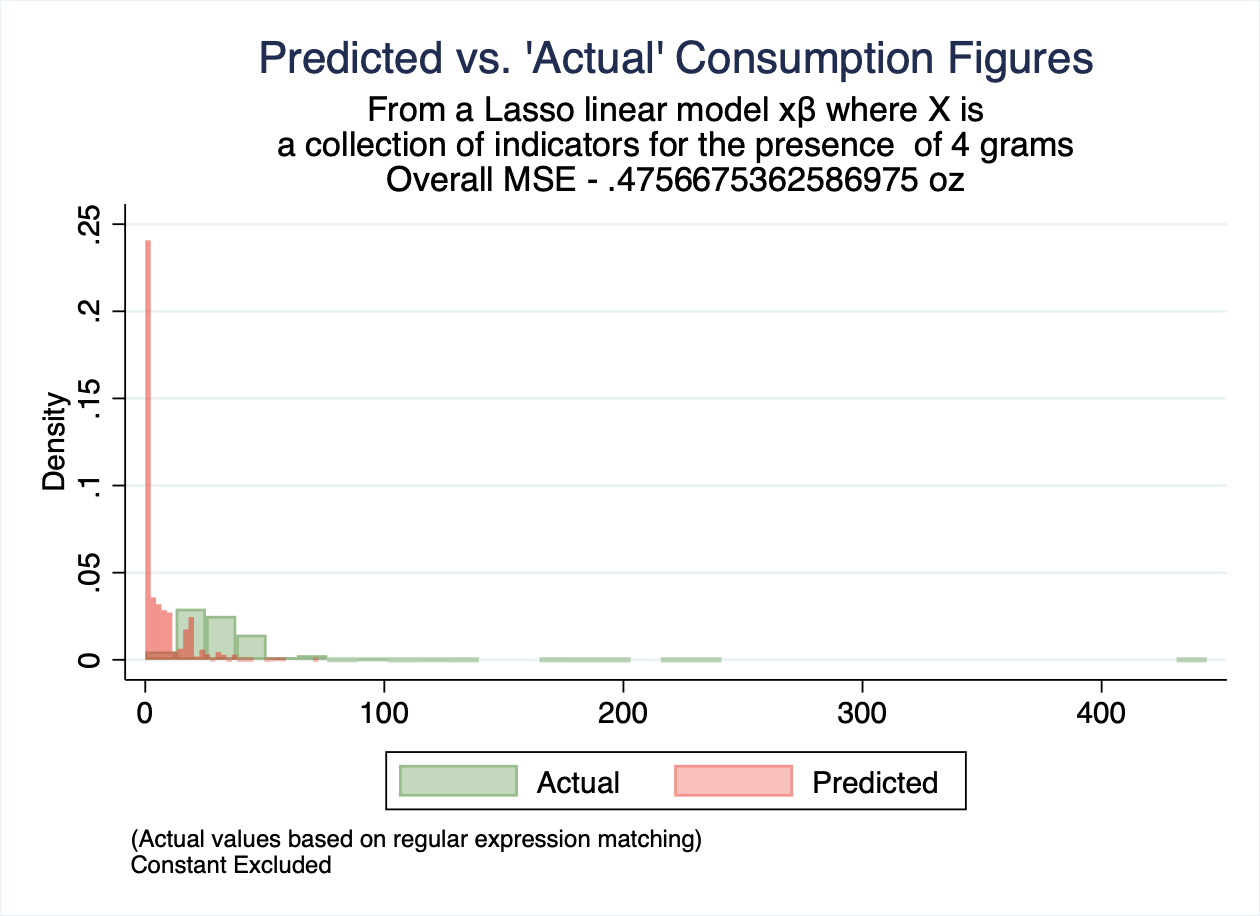 Predicted vs. 'Actual' Consumption Figures
From a Lasso linear model xβ where X is
a collection of indicators for the presence  of 4 grams
Overall MSE - .4756675362586975 oz
Density
.25
.2
.15
.1
.05
0
0 100 200 300 400
Actual Predicted
(Actual values based on regular expression matching)
Constant Excluded